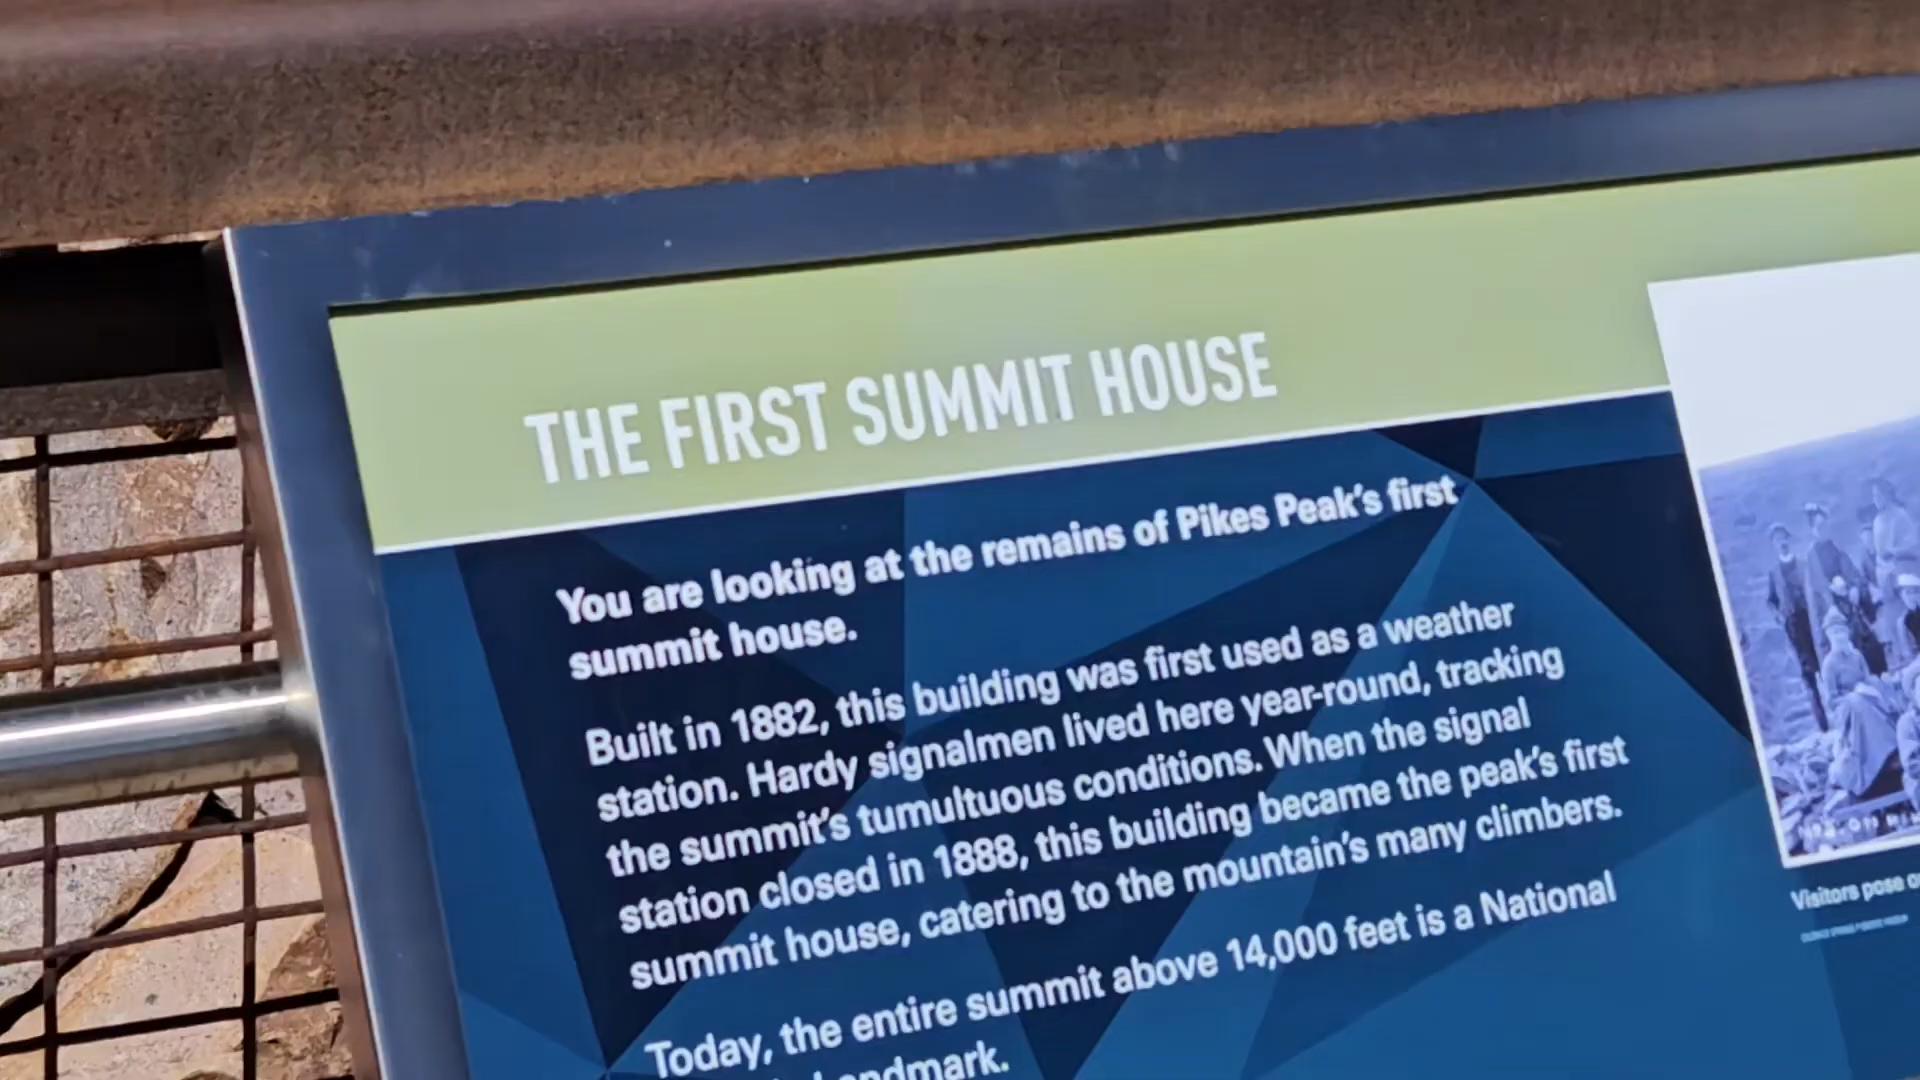 THE FIRST SUMMIT HOUSE
You are looking at the remains of Pikes Peak's first
summit house.
Built in 1882, this building was first used as a weather
station. Hardy signalmen lived here year-round, tracking
the summit's tumultuous conditions. When the signal
station closed in 1888, this building became the peak's first
summit house, catering to the mountain's many climbers.
Today, the entire summit above 14,000 feet is a National
Visitors pose